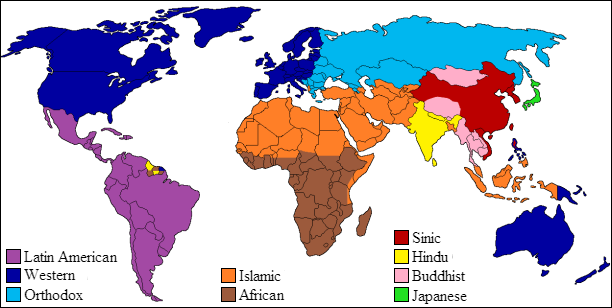 Latin American
Western
Orthodox
Islamic
African
Sinic
Hindu
Buddhist
Japanese